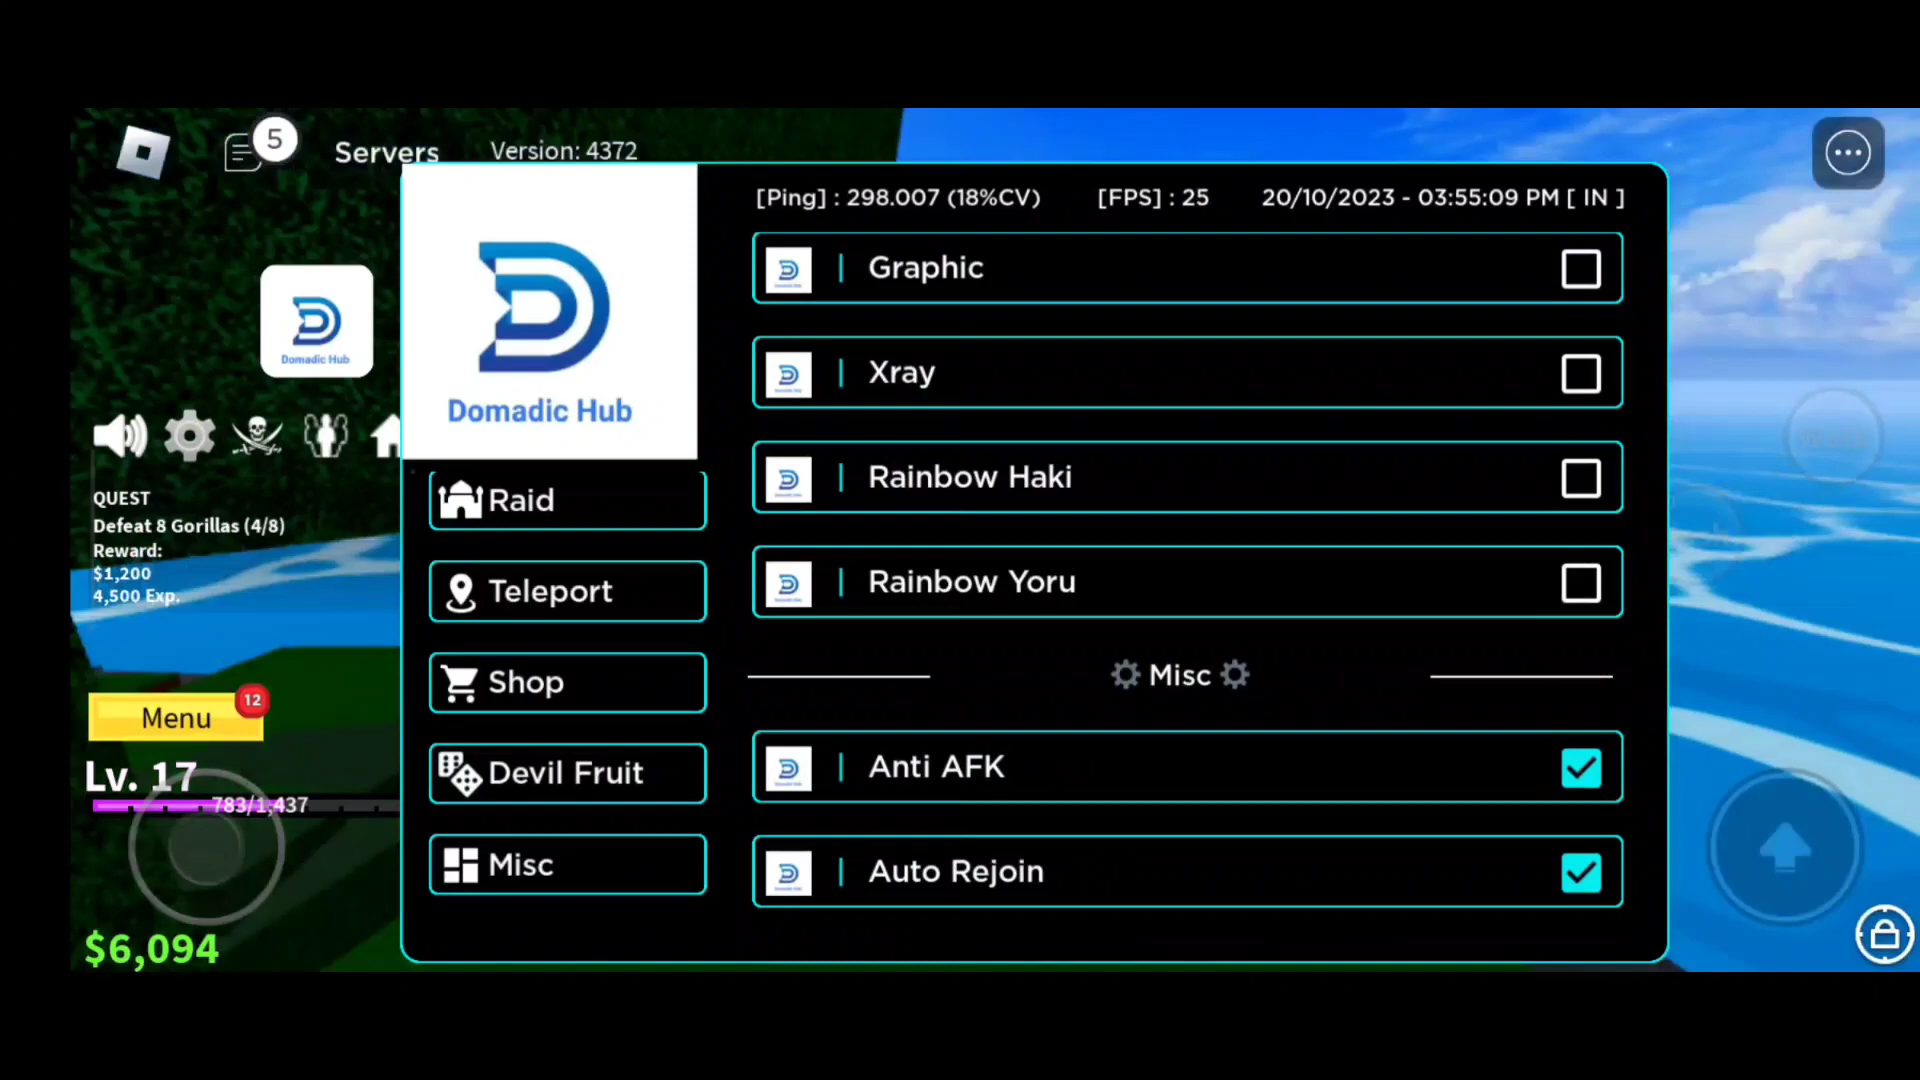 5
Servers
Version: 4372
[Ping] : 298.007 (18%CV)
[FPS] : 25
20/10/2023 - 03:55:09 PM [ IN ]
Domadic Hub
Domadic Hub
Graphic
Xray
Rainbow Haki
Rainbow Yoru
Misc
Anti AFK
Auto Rejoin
Raid
Teleport
Shop
Devil Fruit
Misc
QUEST
Defeat 8 Gorillas (4/8)
Reward:
$1,200
4,500 Exp.
Menu
12
Lv. 17
783/1,437
$6,094